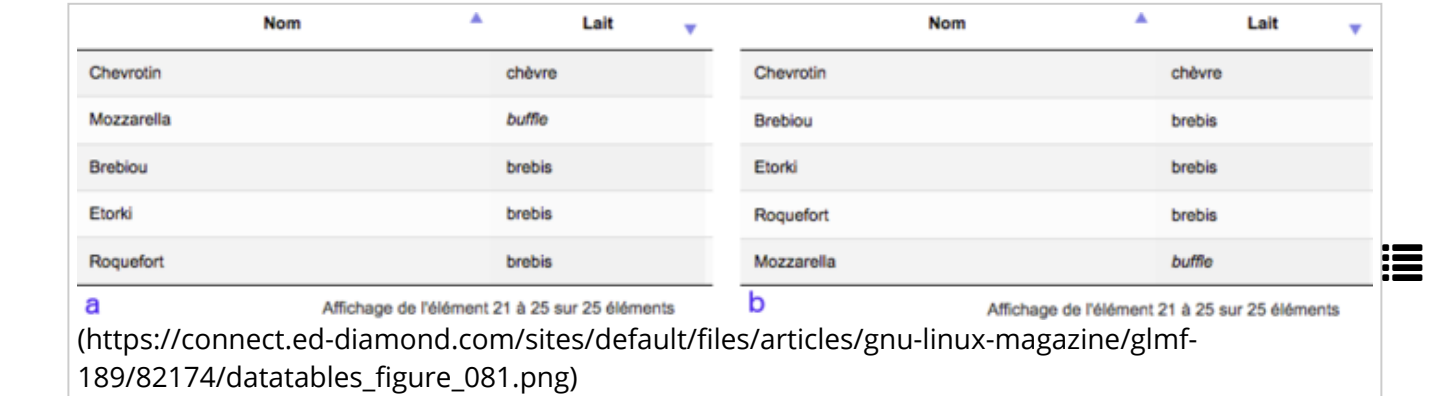 Nom Lait Nom Lait
Chevrotin chèvre Chevrotin chèvre
Mozzarella buffle Brebiou brebis
Brebiou brebis Etorki brebis
Etorki brebis Roquefort brebis
Roquefort brebis Mozzarella buffle
a Affichage de l'élément 21 à 25 sur 25 éléments b Affichage de l'élément 21 à 25 sur 25 éléments
(https://connect.ed-diamond.com/sites/default/files/articles/gnu-linux-magazine/glmf-
189/82174/datatables_figure_081.png)